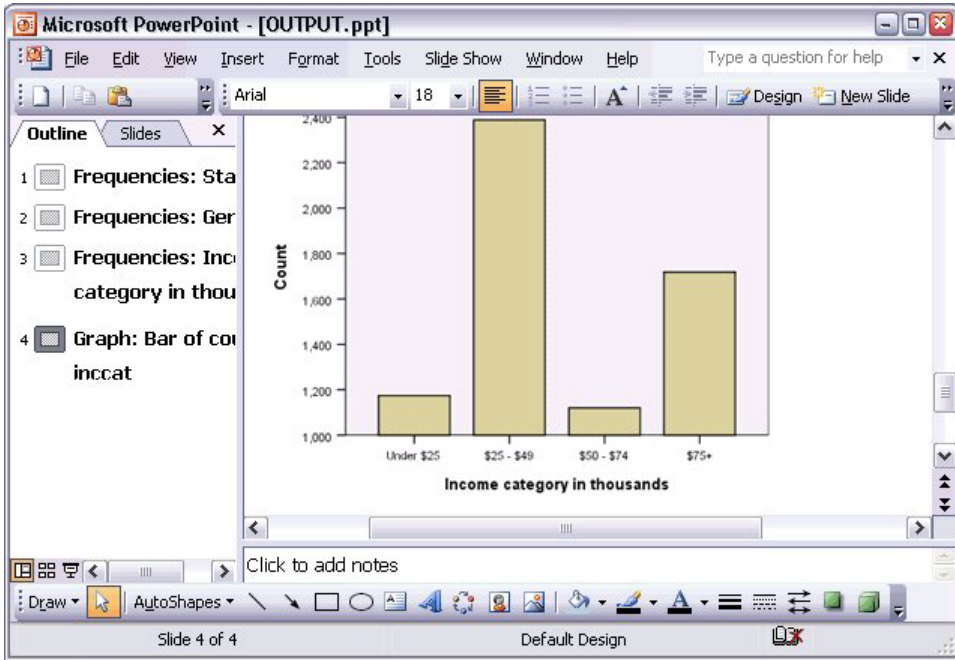 Microsoft PowerPoint - [OUTPUT.ppt]
File Edit View Insert Format Tools Slide Show Window Help Type a question for help
Arial 18 Design New Slide
Outline Slides
1 Frequencies: Sta
2 Frequencies: Ger
3 Frequencies: Inc
category in thou
4 Graph: Bar of cou
inccat
2,400
2,200
2,000
1,800
1,600
1,400
1,200
1,000
Count
Under $25 $25 - $49 $50 - $74 $75+
Income category in thousands
Click to add notes
Draw AutoShapes
Slide 4 of 4 Default Design